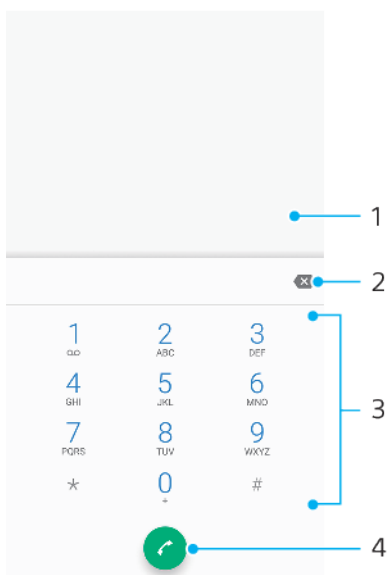 1
2
1 2 3
ABC DEF
4 5 6
GHI JKL MNO
3
7 8 9
PQRS TUV WXYZ
* 0 #
+
4